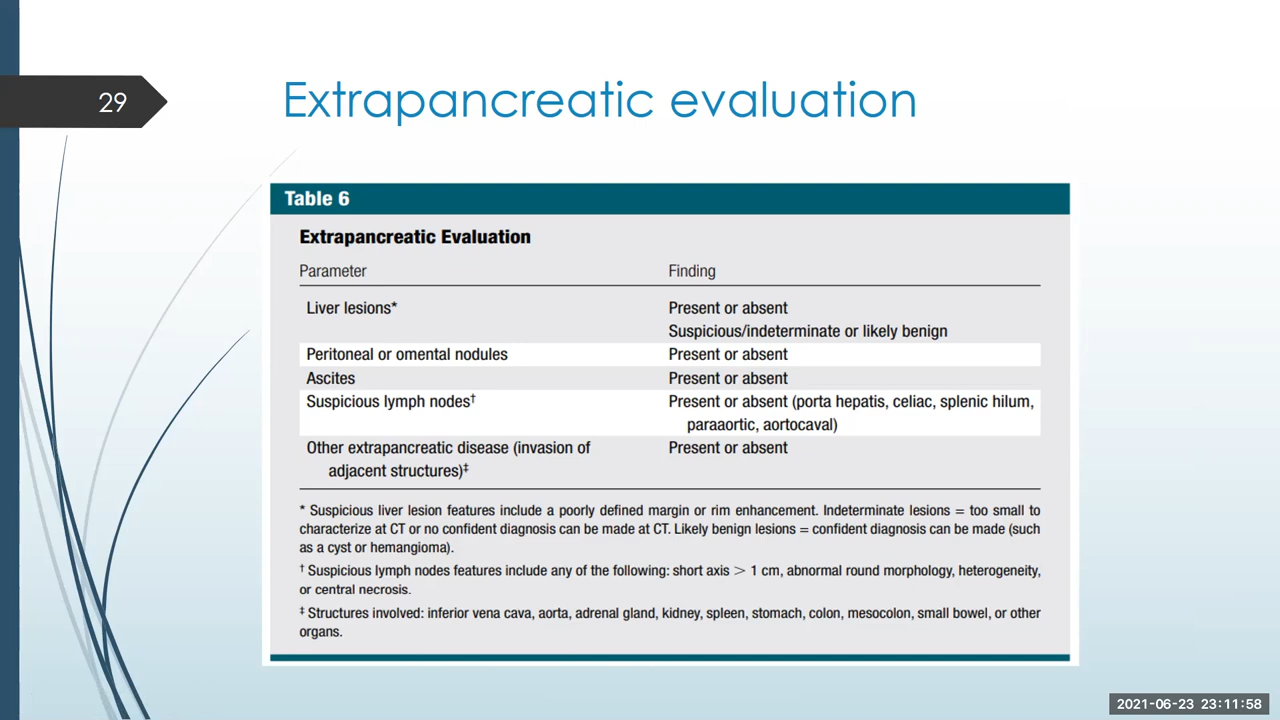 29
Extrapancreatic evaluation
Table 6
Extrapancreatic Evaluation
Parameter Finding
Liver lesions* Present or absent
Suspicious/indeterminate or likely benign
Peritoneal or omental nodules Present or absent
Ascites Present or absent
Suspicious lymph nodes† Present or absent (porta hepatis, celiac, splenic hilum,
paraaortic, aortocaval)
Other extrapancreatic disease (invasion of Present or absent
adjacent structures)‡
* Suspicious liver lesion features include a poorly defined margin or rim enhancement. Indeterminate lesions = too small to
characterize at CT or no confident diagnosis can be made at CT. Likely benign lesions = confident diagnosis can be made (such
as a cyst or hemangioma).
† Suspicious lymph nodes features include any of the following: short axis > 1 cm, abnormal round morphology, heterogeneity,
or central necrosis.
‡ Structures involved: inferior vena cava, aorta, adrenal gland, kidney, spleen, stomach, colon, mesocolon, small bowel, or other
organs.
2021-06-23 23:11:58